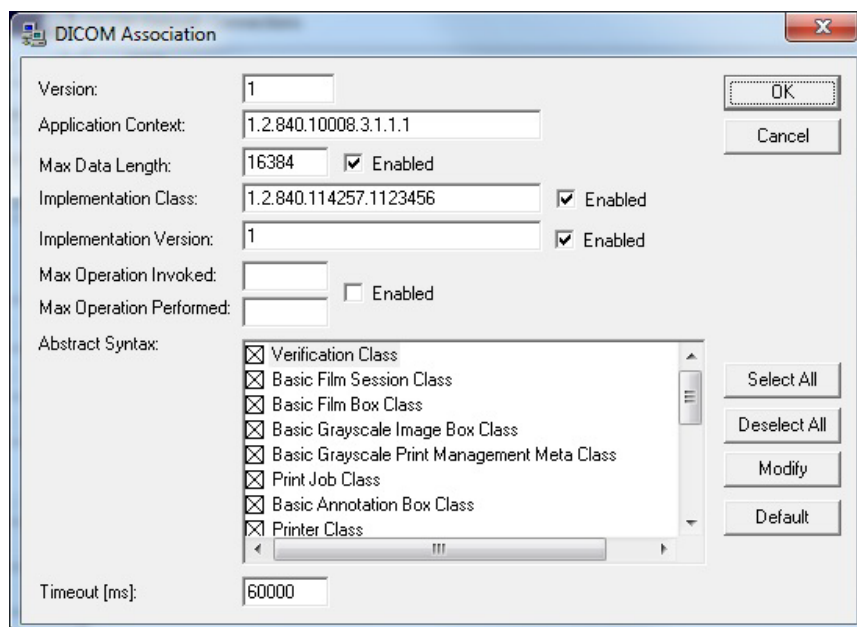 DICOM Association
Version: 1
OK
Application Context: 1.2.840.10008.3.1.1.1
Cancel
Max Data Length: 16384 Enabled
Implementation Class: 1.2.840.114257.1123456 Enabled
Implementation Version: 1 Enabled
Max Operation Invoked:
Enabled
Max Operation Performed:
Abstract Syntax:
Verification Class
Basic Film Session Class
Select All
Basic Film Box Class
Basic Grayscale Image Box Class
Deselect All
Basic Grayscale Print Management Meta Class
Modify
Print Job Class
Basic Annotation Box Class
Default
Printer Class
Timeout [ms]: 60000